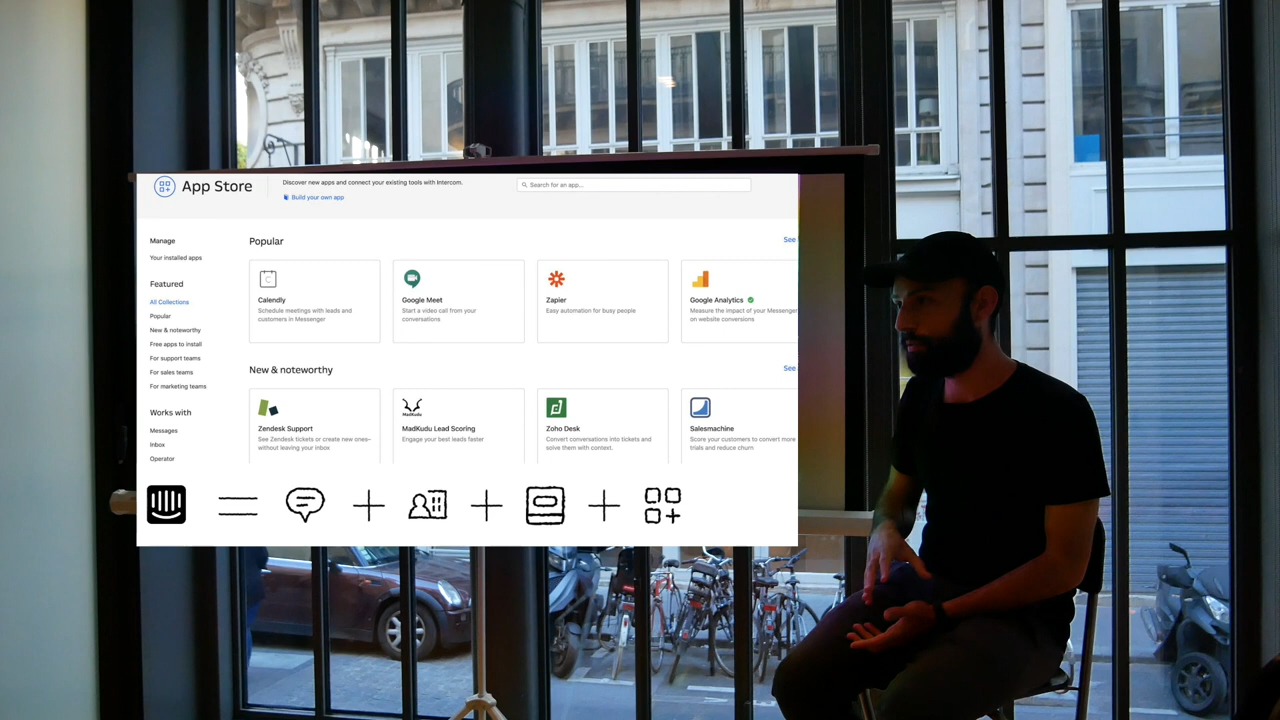 App Store
Discover new apps and connect your existing tools with Intercom.
Build your own app
Search for an app...
Manage
Your installed apps
Featured
All Collections
Popular
New & noteworthy
Free apps to install
For support teams
For sales teams
For marketing teams
Works with
Messages
Inbox
Operator
Popular
See
Calendly
Schedule meetings with leads and
customers in Messenger
Google Meet
Start a video call from your
conversations
Zapier
Easy automation for busy people
Google Analytics
Measure the impact of your Messenger
on website conversions
New & noteworthy
See
Zendesk Support
See Zendesk tickets or create new ones–
without leaving your inbox
MadKudu
MadKudu Lead Scoring
Engage your best leads faster
Zoho Desk
Convert conversations into tickets and
solve them with context.
Salesmachine
Score your customers to convert more
trials and reduce churn